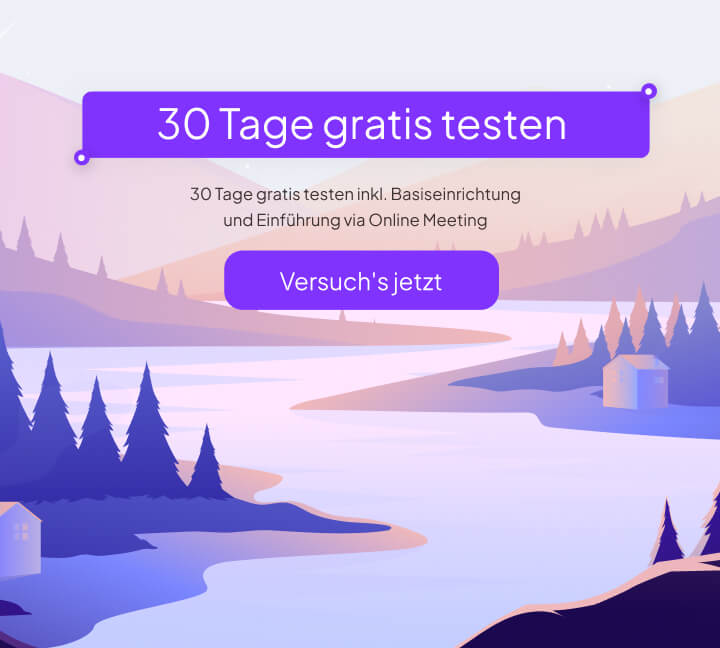 30 Tage gratis testen
30 Tage gratis testen inkl. Basiseinrichtung
und Einführung via Online Meeting
Versuch's jetzt